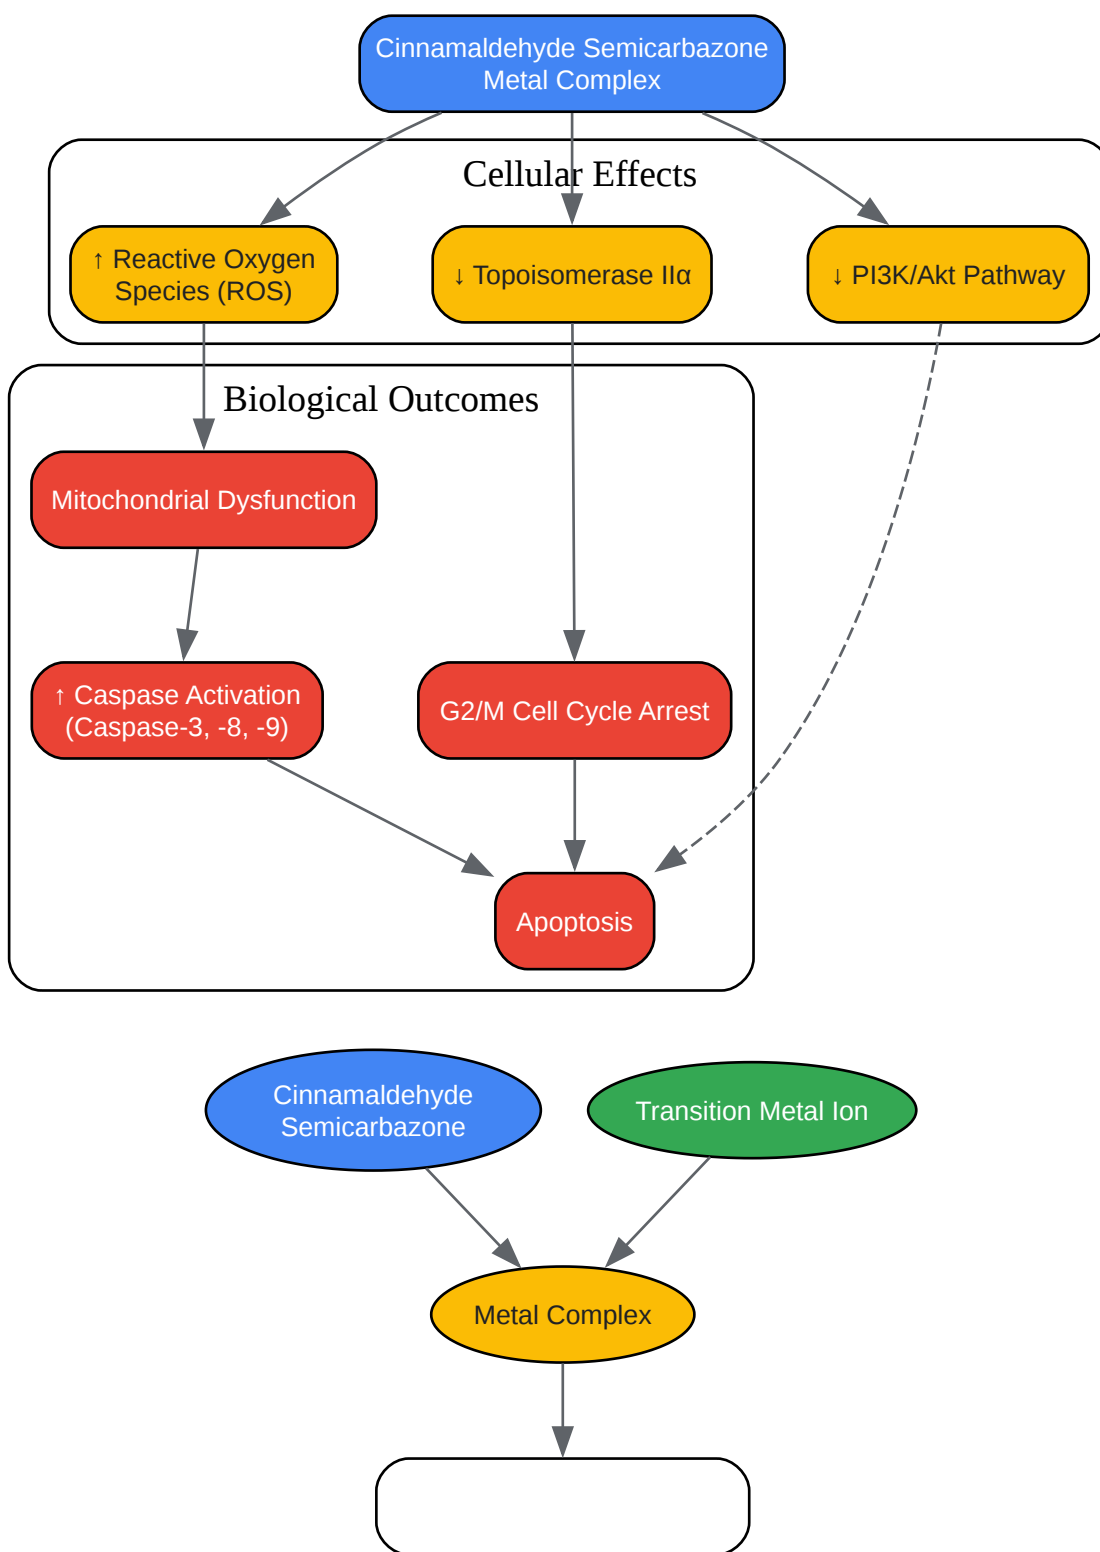 Cinnamaldehyde Semicarbazone
Metal Complex
Cellular Effects
↑ Reactive Oxygen
Species (ROS)
↓ Topoisomerase IIα
↓ PI3K/Akt Pathway
Biological Outcomes
Mitochondrial Dysfunction
↑ Caspase Activation
(Caspase-3, -8, -9)
G2/M Cell Cycle Arrest
Apoptosis
Cinnamaldehyde
Semicarbazone
Transition Metal Ion
Metal Complex